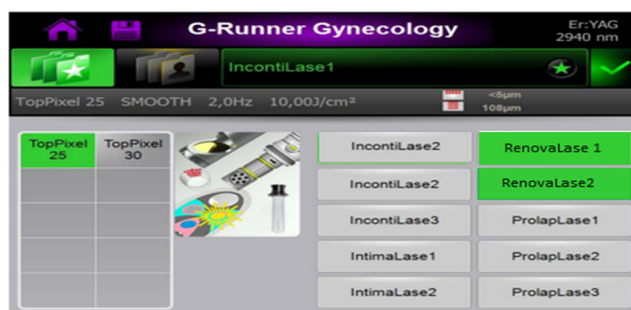 G-Runner Gynecology
Er:YAG
2940 nm
IncontiLase1
TopPixel 25 SMOOTH 2,0Hz 10,00J/cm² <5µm
108µm
TopPixel 25
TopPixel 30
IncontiLase2
RenovaLase 1
IncontiLase2
RenovaLase2
IncontiLase3
ProlapLase1
IntimaLase1
ProlapLase2
IntimaLase2
ProlapLase3